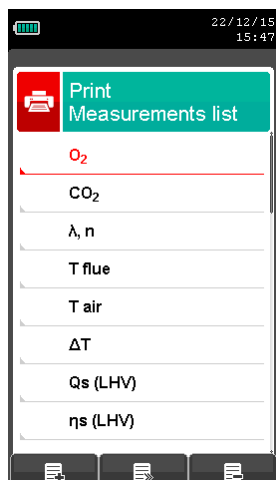 22/12/15
15:47
Print
Measurements list
O₂
CO₂
λ, n
T flue
T air
ΔT
Qs (LHV)
ηs (LHV)